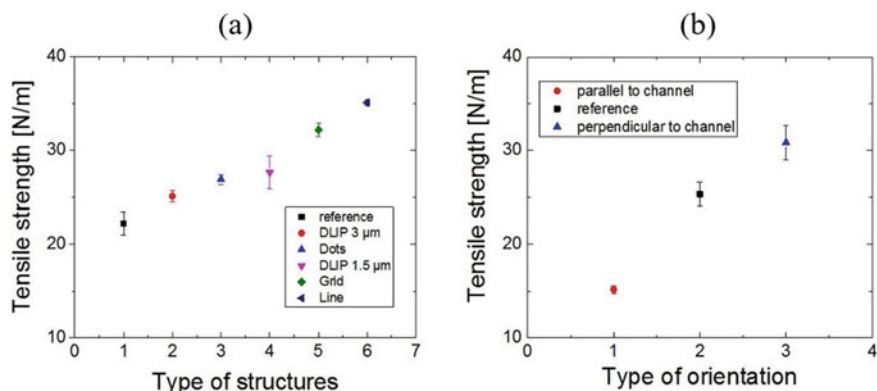 (a)
Tensile strength [N/m]
40
30
20
10
0 1 2 3 4 5 6 7
Type of structures
reference
DLIP 3 µm
Dots
DLIP 1.5 µm
Grid
Line
(b)
Tensile strength [N/m]
40
30
20
10
0 1 2 3 4
Type of orientation
parallel to channel
reference
perpendicular to channel